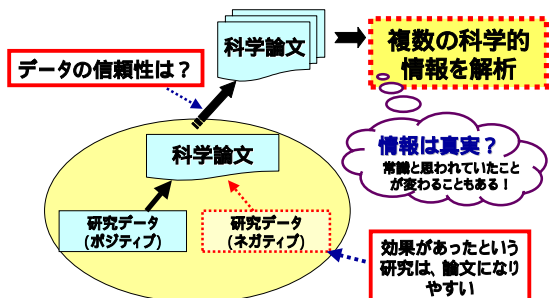 科学論文
複数の科学的
情報を解析
データの信頼性は？
情報は真実？
常識と思われていたこと
が変わることもある！
科学論文
研究データ
(ポジティブ)
研究データ
(ネガティブ)
効果があったという
研究は、論文になり
やすい